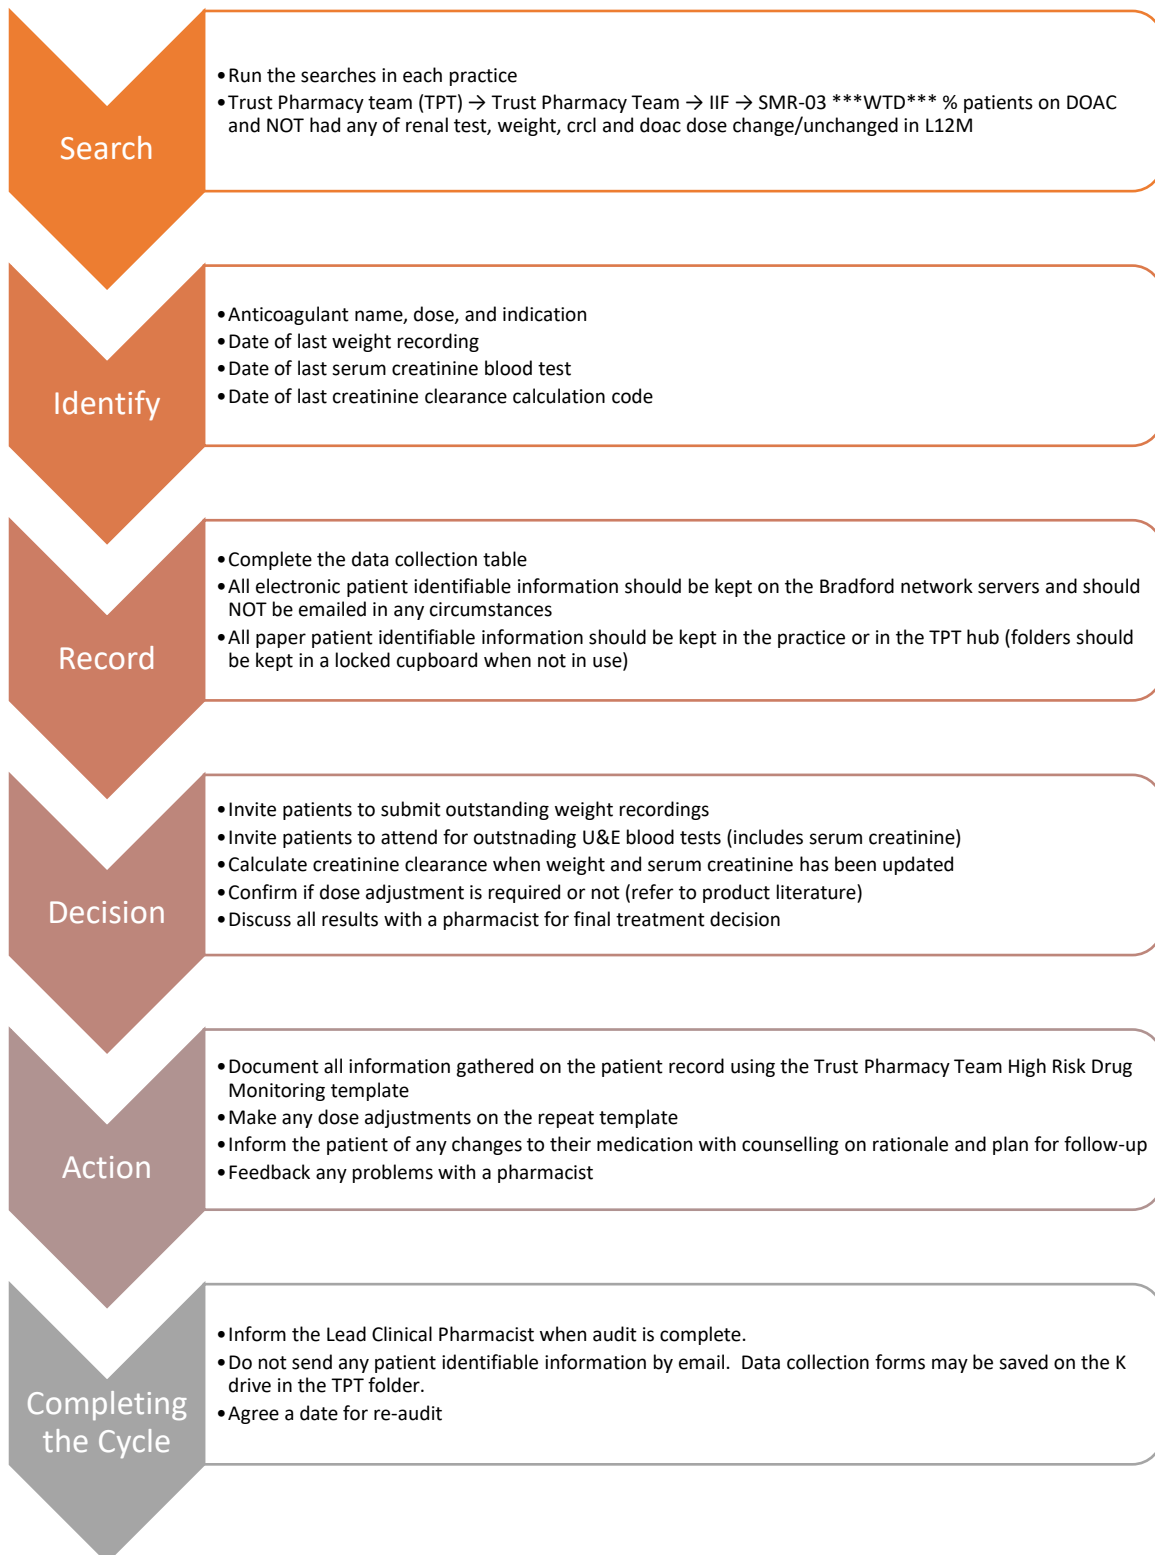 Search
•Run the searches in each practice
•Trust Pharmacy team (TPT) → Trust Pharmacy Team → IIF → SMR-03 ***WTD*** % patients on DOAC
and NOT had any of renal test, weight, crcl and doac dose change/unchanged in L12M
Identify
•Anticoagulant name, dose, and indication
•Date of last weight recording
•Date of last serum creatinine blood test
•Date of last creatinine clearance calculation code
Record
•Complete the data collection table
•All electronic patient identifiable information should be kept on the Bradford network servers and should
NOT be emailed in any circumstances
•All paper patient identifiable information should be kept in the practice or in the TPT hub (folders should
be kept in a locked cupboard when not in use)
Decision
•Invite patients to submit outstanding weight recordings
•Invite patients to attend for outstnading U&E blood tests (includes serum creatinine)
•Calculate creatinine clearance when weight and serum creatinine has been updated
•Confirm if dose adjustment is required or not (refer to product literature)
•Discuss all results with a pharmacist for final treatment decision
Action
•Document all information gathered on the patient record using the Trust Pharmacy Team High Risk Drug
Monitoring template
•Make any dose adjustments on the repeat template
•Inform the patient of any changes to their medication with counselling on rationale and plan for follow-up
•Feedback any problems with a pharmacist
Completing
the Cycle
•Inform the Lead Clinical Pharmacist when audit is complete.
•Do not send any patient identifiable information by email.  Data collection forms may be saved on the K
drive in the TPT folder.
•Agree a date for re-audit